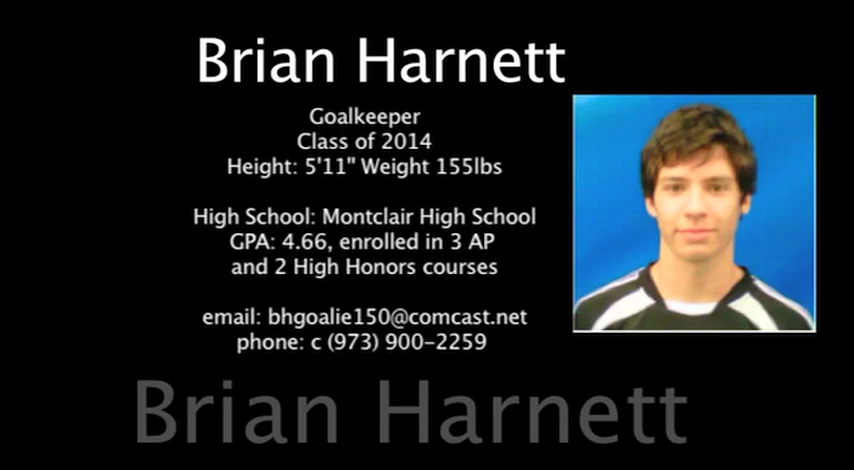 Brian Harnett
Goalkeeper
Class of 2014
Height: 5'11" Weight 155lbs
High School: Montclair High School
GPA: 4.66, enrolled in 3 AP
and 2 High Honors courses
email: bhgoalie150@comcast.net
phone: c (973) 900-2259
Brian Harnett